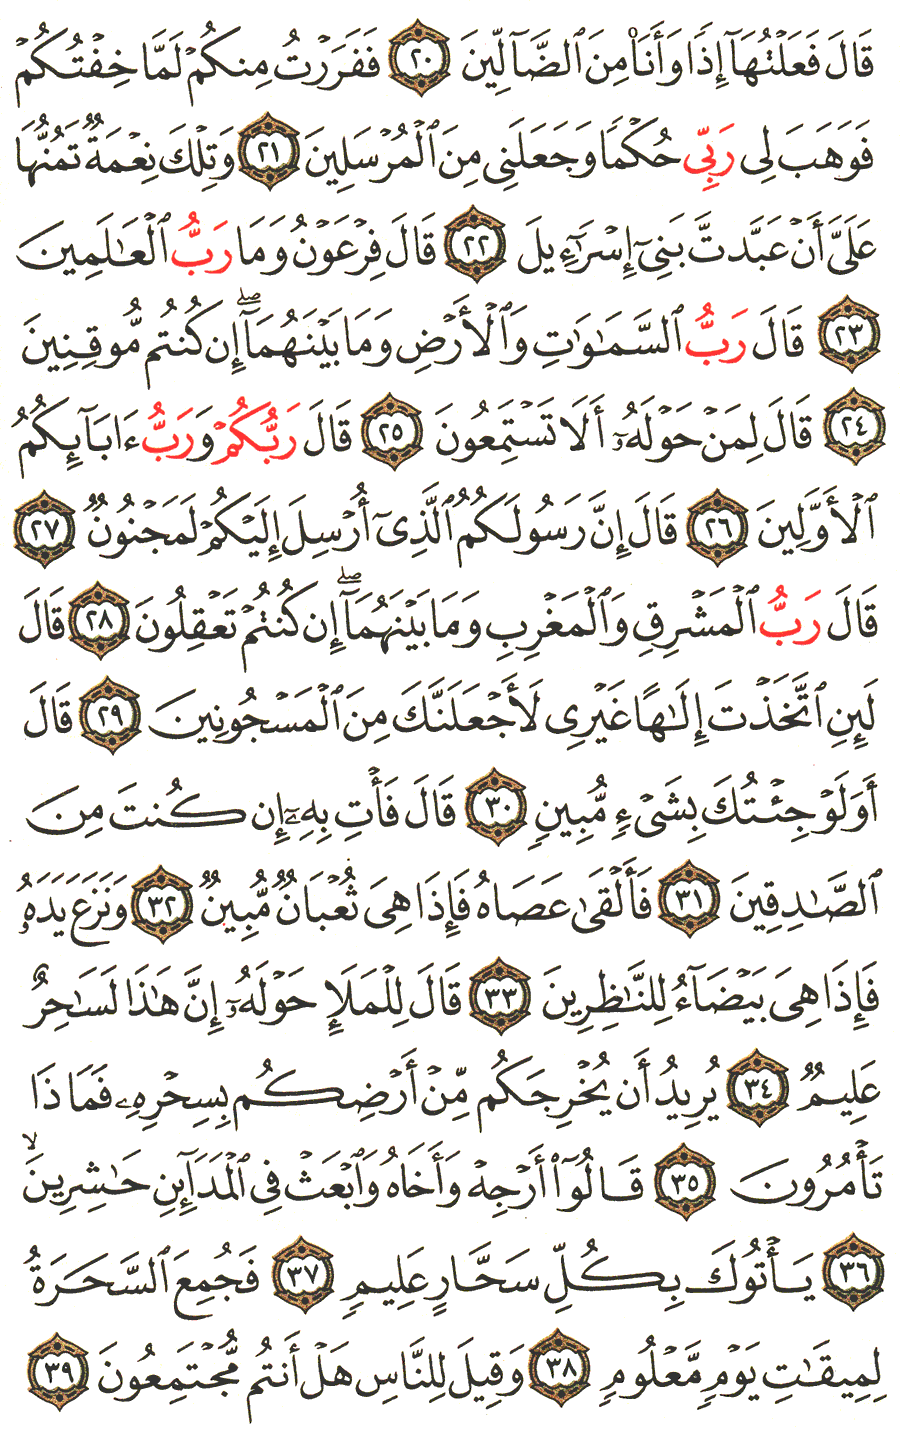 قَالَ فَعَلْتُهَآ إِذًا وَأَنَا۠ مِنَ ٱلضَّآلِّينَ ٢٠ فَفَرَرْتُ مِنكُمْ لَمَّا خِفْتُكُمْ
فَوَهَبَ لِى رَبِّى حُكْمًا وَجَعَلَنِى مِنَ ٱلْمُرْسَلِينَ ٢١ وَتِلْكَ نِعْمَةٌ تَمُنُّهَا
عَلَىَّ أَنْ عَبَّدتَّ بَنِىٓ إِسْرَٰٓءِيلَ ٢٢ قَالَ فِرْعَوْنُ وَمَا رَبُّ ٱلْعَٰلَمِينَ
٢٣ قَالَ رَبُّ ٱلسَّمَٰوَٰتِ وَٱلْأَرْضِ وَمَا بَيْنَهُمَآ ۖ إِن كُنتُم مُّوقِنِينَ
٢٤ قَالَ لِمَنْ حَوْلَهُۥٓ أَلَا تَسْتَمِعُونَ ٢٥ قَالَ رَبُّكُمْ وَرَبُّ ءَابَآئِكُمُ
ٱلْأَوَّلِينَ ٢٦ قَالَ إِنَّ رَسُولَكُمُ ٱلَّذِىٓ أُرْسِلَ إِلَيْكُمْ لَمَجْنُونٌ ٢٧
قَالَ رَبُّ ٱلْمَشْرِقِ وَٱلْمَغْرِبِ وَمَا بَيْنَهُمَآ ۖ إِن كُنتُمْ تَعْقِلُونَ ٢٨ قَالَ
لَئِنِ ٱتَّخَذْتَ إِلَٰهًا غَيْرِى لَأَجْعَلَنَّكَ مِنَ ٱلْمَسْجُونِينَ ٢٩ قَالَ
أَوَلَوْ جِئْتُكَ بِشَىْءٍ مُّبِينٍ ٣٠ قَالَ فَأْتِ بِهِۦٓ إِن كُنتَ مِنَ
ٱلصَّٰدِقِينَ ٣١ فَأَلْقَىٰ عَصَاهُ فَإِذَا هِىَ ثُعْبَانٌ مُّبِينٌ ٣٢ وَنَزَعَ يَدَهُۥ
فَإِذَا هِىَ بَيْضَآءُ لِلنَّٰظِرِينَ ٣٣ قَالَ لِلْمَلَإِ حَوْلَهُۥٓ إِنَّ هَٰذَا لَسَٰحِرٌ
عَلِيمٌ ٣٤ يُرِيدُ أَن يُخْرِجَكُم مِّنْ أَرْضِكُم بِسِحْرِهِۦ فَمَاذَا
تَأْمُرُونَ ٣٥ قَالُوٓا۟ أَرْجِهْ وَأَخَاهُ وَٱبْعَثْ فِى ٱلْمَدَآئِنِ حَٰشِرِينَ ۙ
٣٦ يَأْتُوكَ بِكُلِّ سَحَّارٍ عَلِيمٍ ٣٧ فَجُمِعَ ٱلسَّحَرَةُ
لِمِيقَٰتِ يَوْمٍ مَّعْلُومٍ ٣٨ وَقِيلَ لِلنَّاسِ هَلْ أَنتُم مُّجْتَمِعُونَ ٣٩